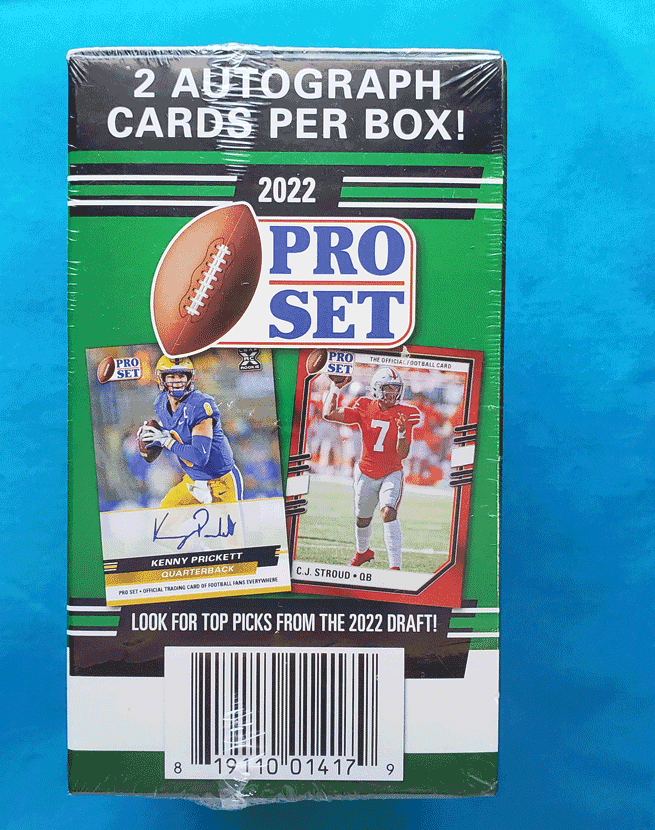 2 AUTOGRAPH
CARDS PER BOX!
2022
PRO
SET
PRO
SET
ROOKIE
KENNY PRICKETT
QUARTERBACK
PRO SET • OFFICIAL TRADING CARD OF FOOTBALL FANS EVERYWHERE
PRO
SET
THE OFFICIAL FOOTBALL CARD
7
C.J. STROUD • QB
LOOK FOR TOP PICKS FROM THE 2022 DRAFT!
8 19110 01417 9